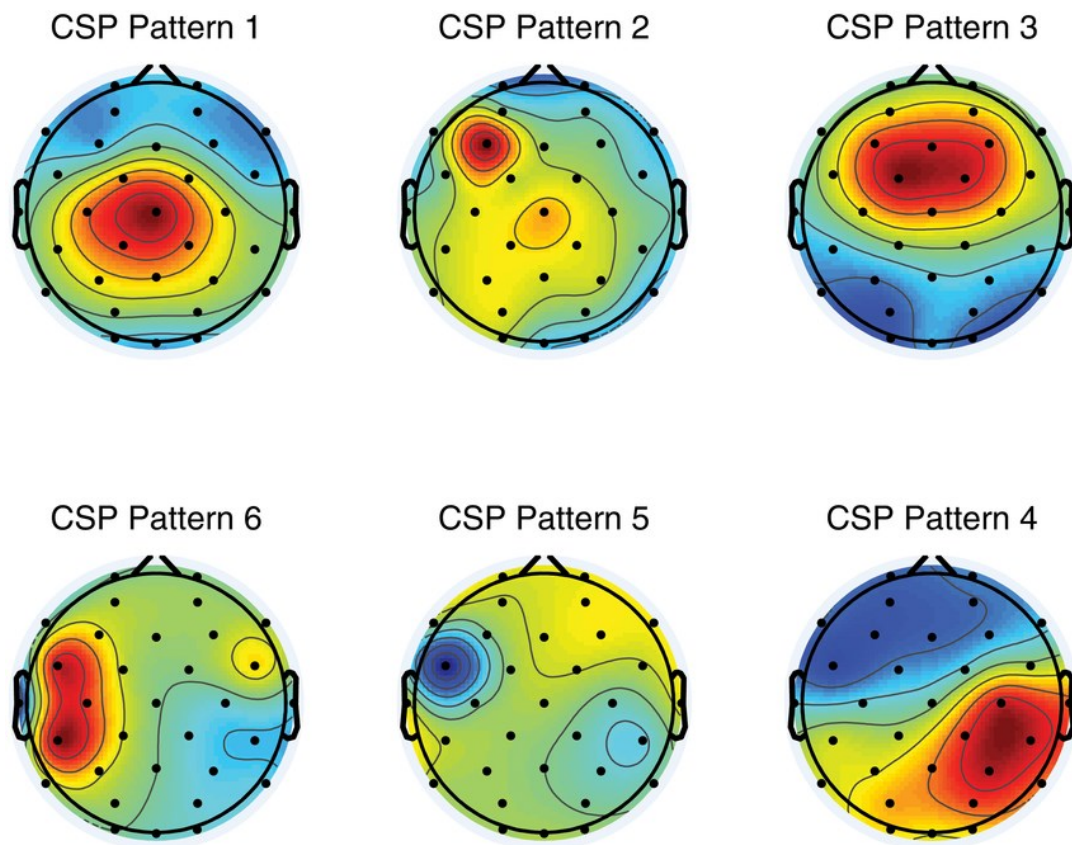 CSP Pattern 1
CSP Pattern 2
CSP Pattern 3
CSP Pattern 6
CSP Pattern 5
CSP Pattern 4